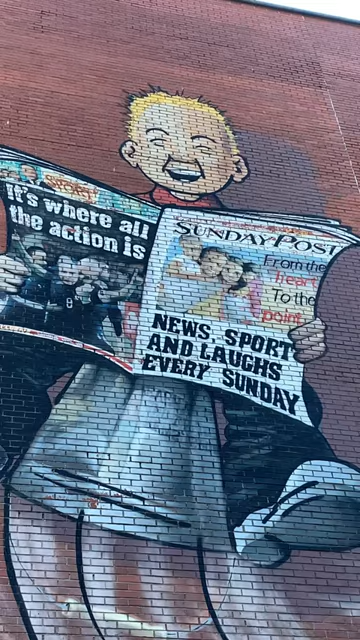 SPORT
It's where all
the action is
SUNDAY POST
From the
heart
To the
point
NEWS, SPORT
AND LAUGHS
EVERY SUNDAY